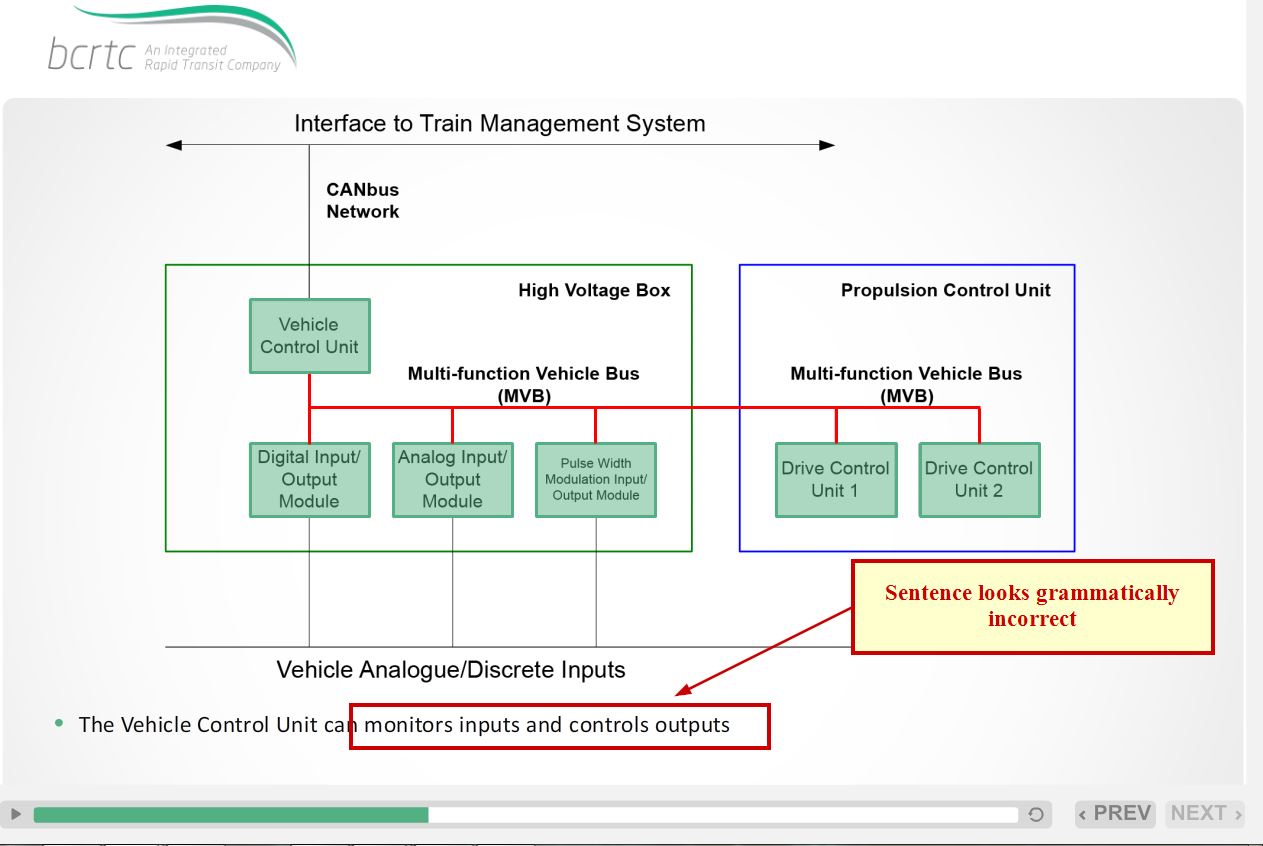 bcrtc An Integrated
Rapid Transit Company
Interface to Train Management System
CANbus
Network
High Voltage Box
Propulsion Control Unit
Vehicle
Control Unit
Multi-function Vehicle Bus
(MVB)
Multi-function Vehicle Bus
(MVB)
Digital Input/
Output
Module
Analog Input/
Output
Module
Pulse Width
Modulation Input/
Output Module
Drive Control
Unit 1
Drive Control
Unit 2
Sentence looks grammatically
incorrect
Vehicle Analogue/Discrete Inputs
• The Vehicle Control Unit can monitors inputs and controls outputs
‹ PREV
NEXT ›